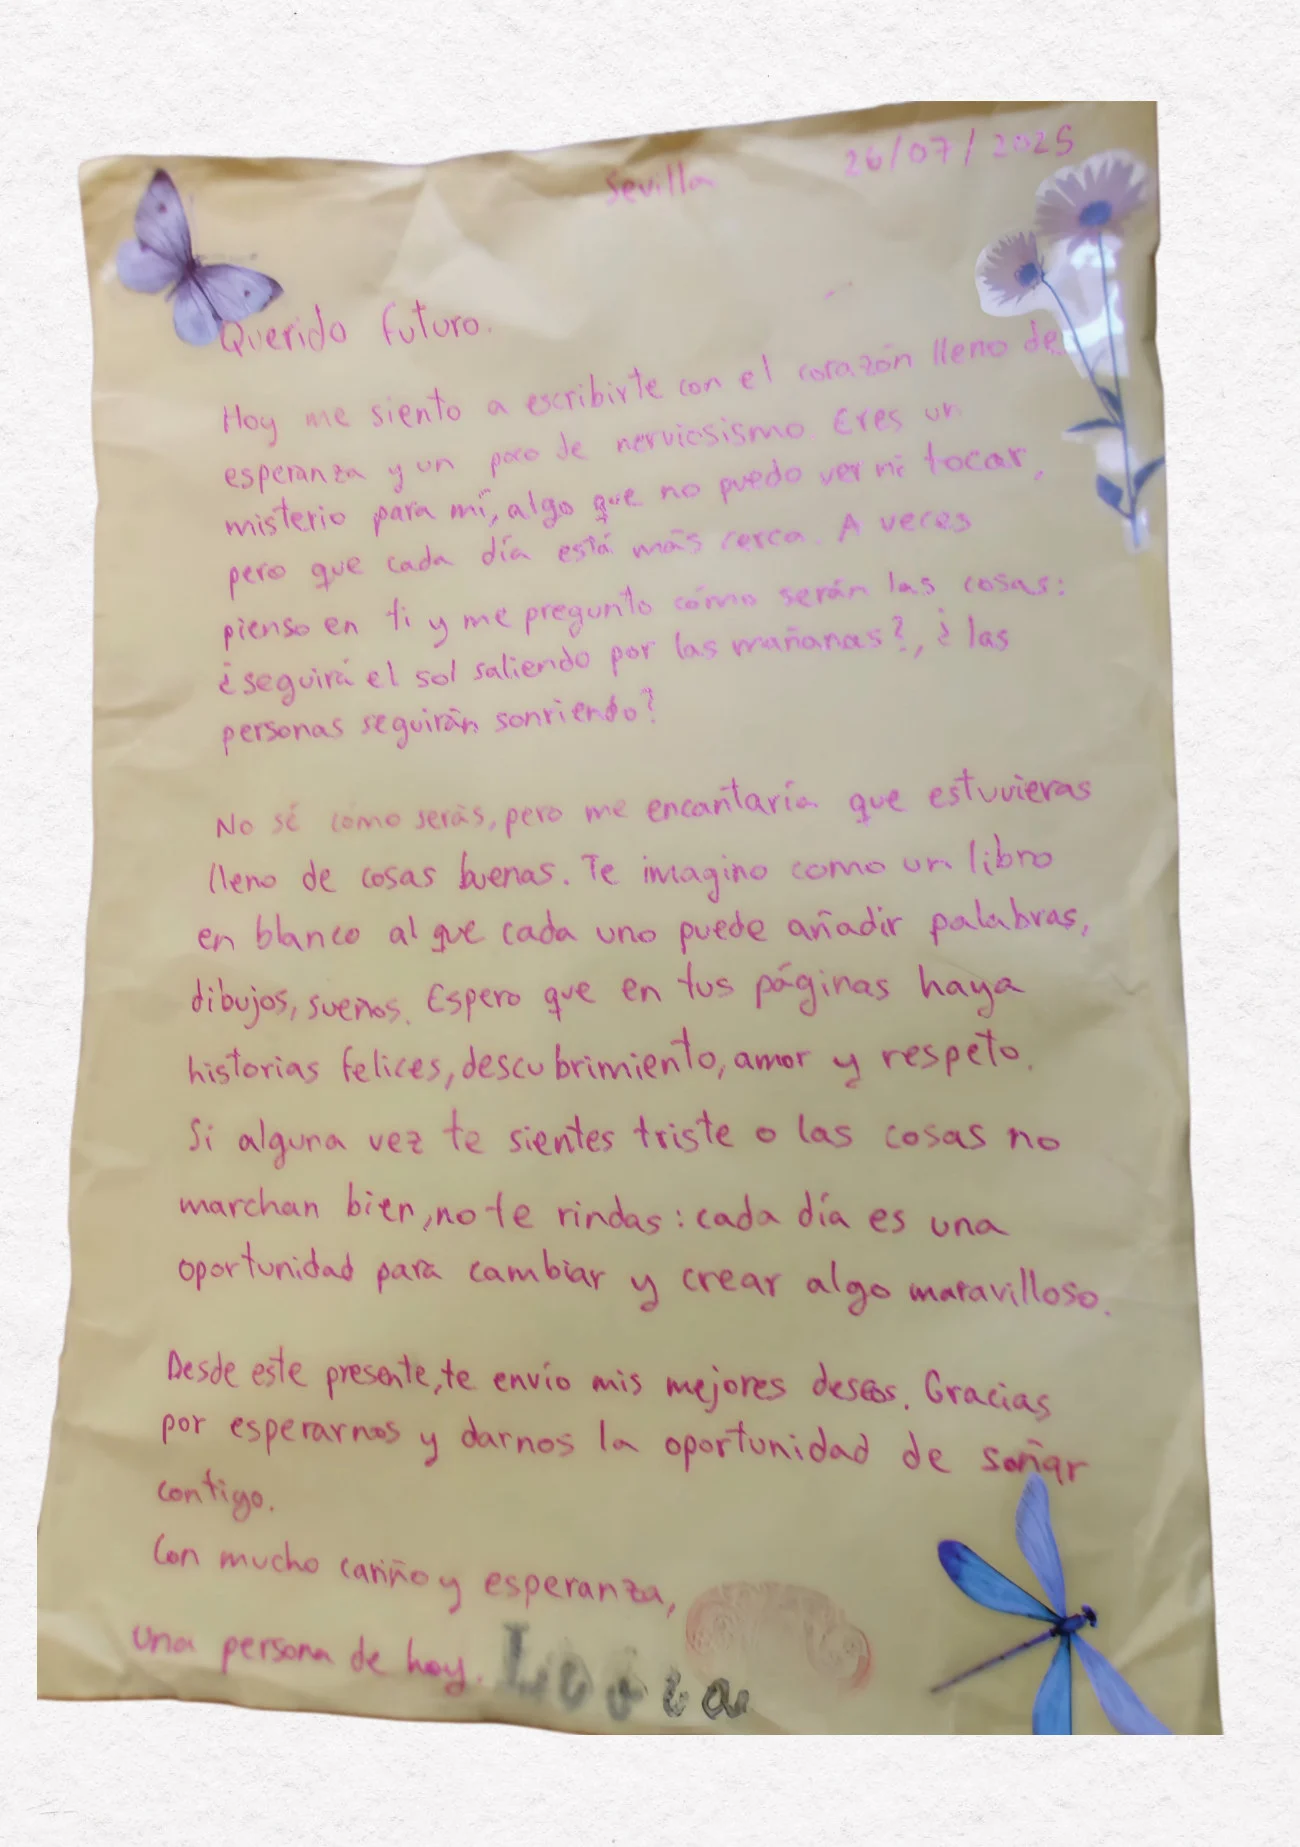 Sevilla
26/07/2025
Querido futuro.
Hoy me siento a escribirte con el corazón lleno de
esperanza y un poco de nerviosismo. Eres un
misterio para mí, algo que no puedo ver ni tocar,
pero que cada día está más cerca. A veces
pienso en ti y me pregunto cómo serán las cosas:
¿seguirá el sol saliendo por las mañanas?, ¿las
personas seguirán sonriendo?
No sé cómo serás, pero me encantaría que estuvieras
lleno de cosas buenas. Te imagino como un libro
en blanco al que cada uno puede añadir palabras,
dibujos, sueños. Espero que en tus páginas haya
historias felices, descubrimiento, amor y respeto.
Si alguna vez te sientes triste o las cosas no
marchan bien, no te rindas: cada día es una
oportunidad para cambiar y crear algo maravilloso.
Desde este presente, te envío mis mejores deseos. Gracias
por esperarnos y darnos la oportunidad de soñar
contigo.
Con mucho cariño y esperanza,
una persona de hoy.